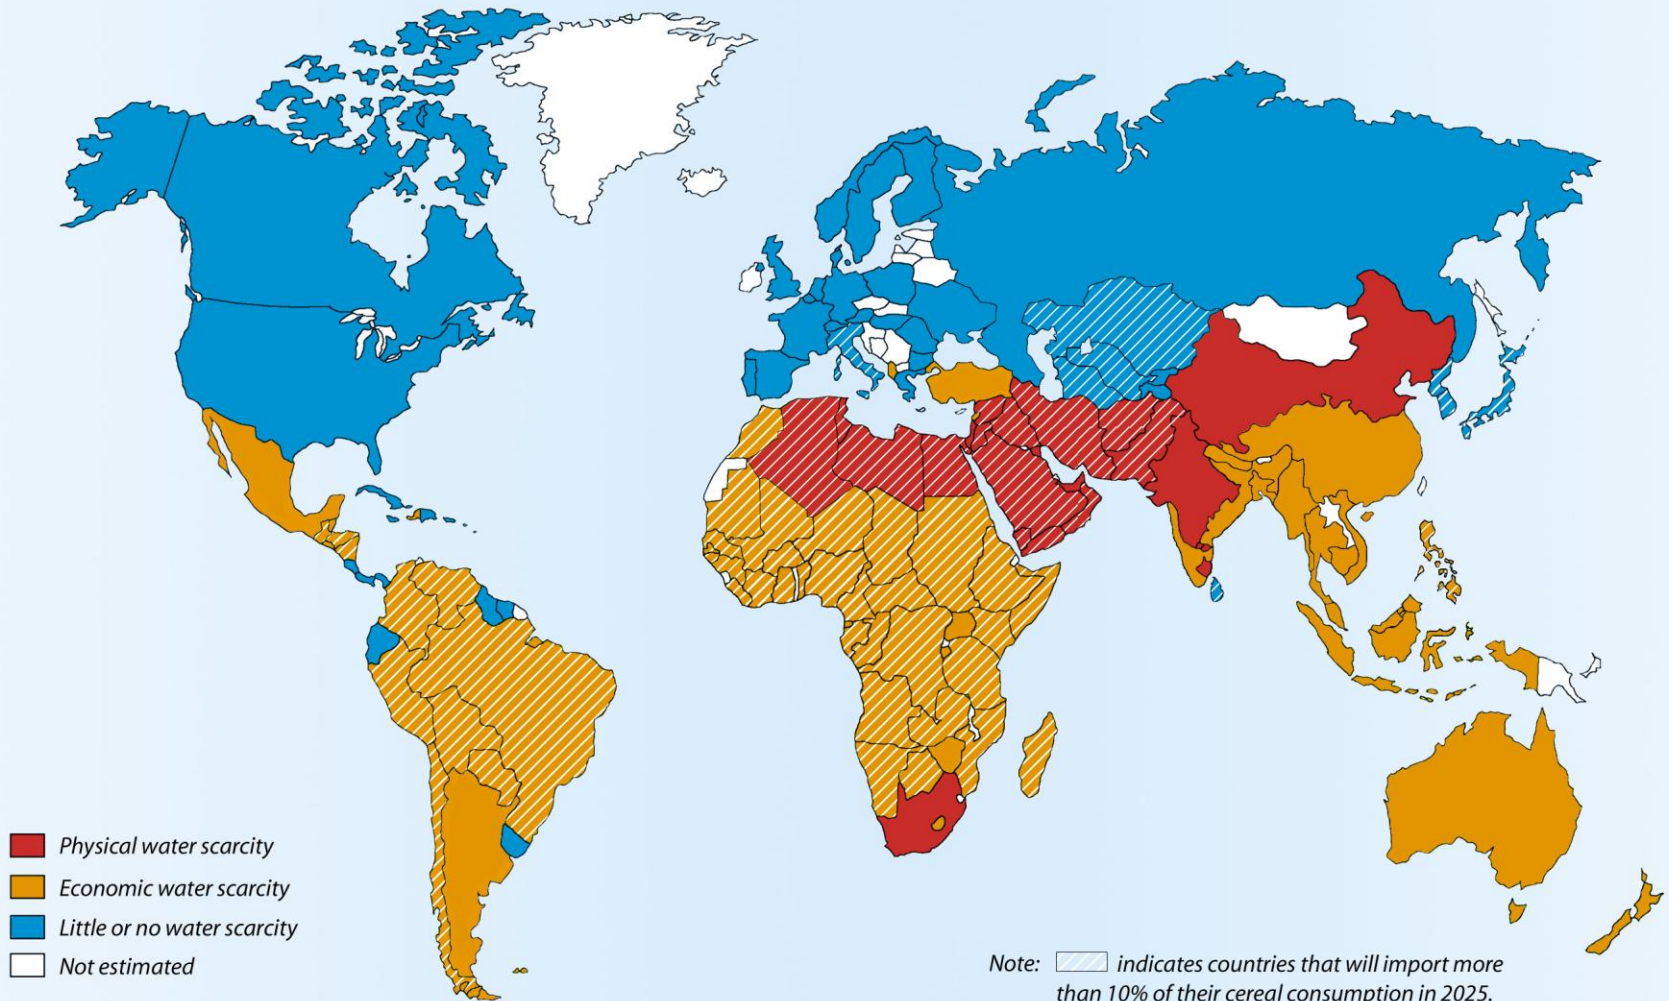 Physical water scarcity
Economic water scarcity
Little or no water scarcity
Not estimated
Note: indicates countries that will import more
than 10% of their cereal consumption in 2025.